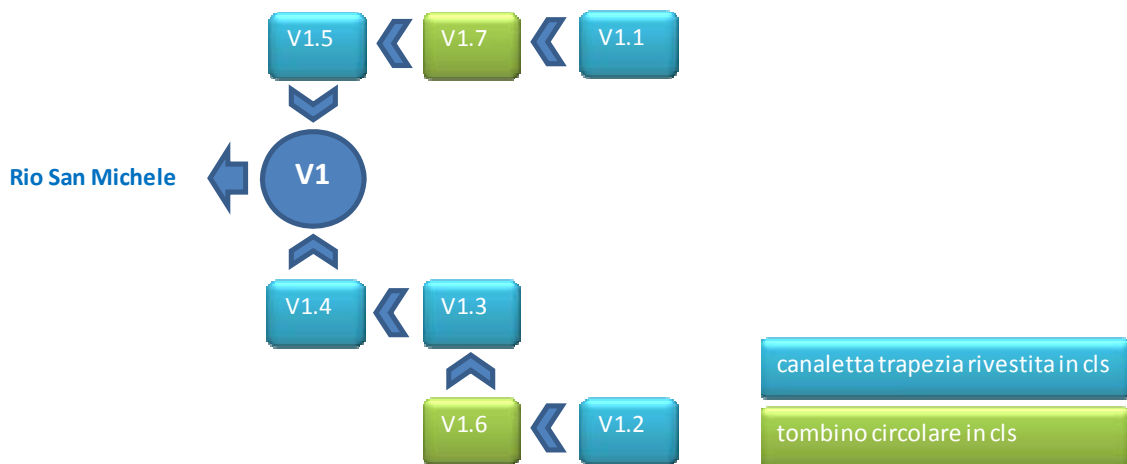 V1.5
V1.7
V1.1
Rio San Michele
V1
V1.4
V1.3
canaletta trapezia rivestita in cls
V1.6
V1.2
tombino circolare in cls